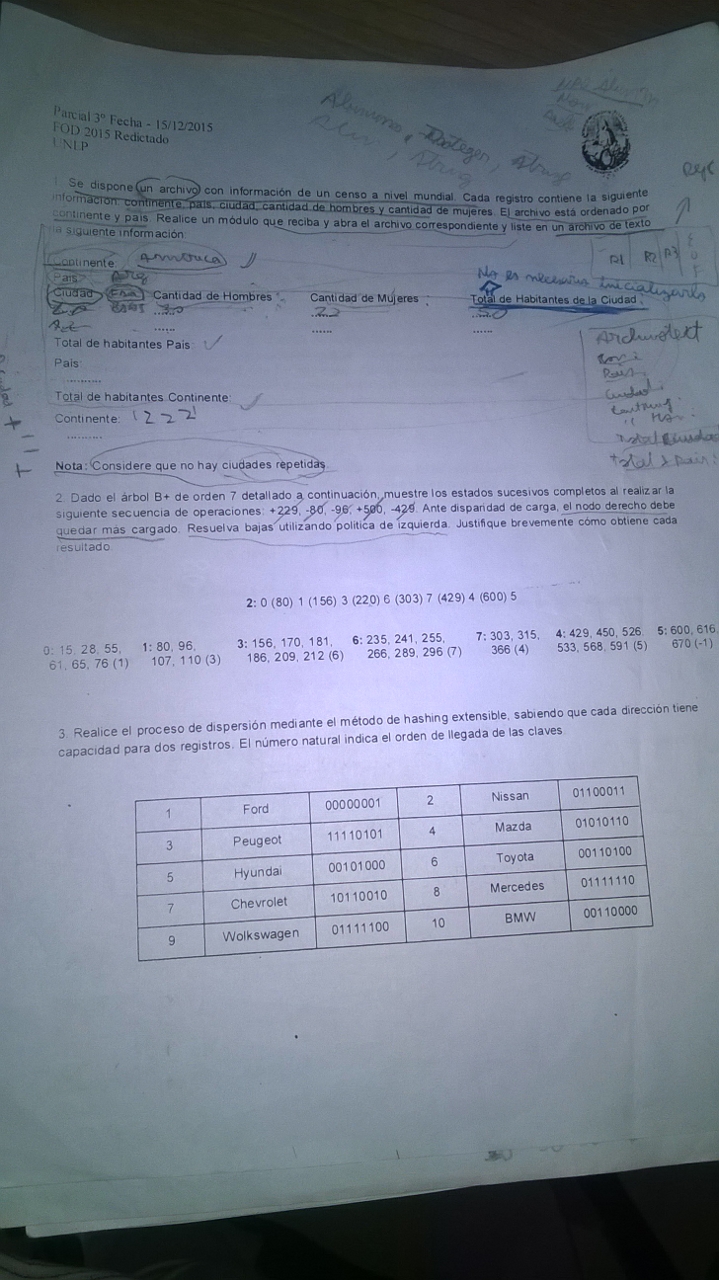 Parcial 3º Fecha - 15/12/2015
FOD 2015 Redictado
UNLP
Alumnos, String
1. Se dispone un archivo con información de un censo a nivel mundial. Cada registro contiene la siguiente
información: continente, país, ciudad, cantidad de hombres y cantidad de mujeres. El archivo está ordenado por
continente y país. Realice un módulo que reciba y abra el archivo correspondiente y liste en un archivo de texto
la siguiente información:
R1 R2 R3 EOF
Continente: America
País: Arg
No es necesario inicializarlo
Ciudad Cantidad de Hombres Cantidad de Mujeres Total de Habitantes de la Ciudad
...... ...... ......
Total de habitantes País:
País:
..........
Total de habitantes Continente:
Continente: 1222
..........
Nota: Considere que no hay ciudades repetidas.
2. Dado el árbol B+ de orden 7 detallado a continuación, muestre los estados sucesivos completos al realizar la
siguiente secuencia de operaciones: +229, -80, -96, +500, -429. Ante disparidad de carga, el nodo derecho debe
quedar más cargado. Resuelva bajas utilizando política de izquierda. Justifique brevemente cómo obtiene cada
resultado.
2: 0 (80) 1 (156) 3 (220) 6 (303) 7 (429) 4 (600) 5
0: 15, 28, 55, 1: 80, 96, 3: 156, 170, 181, 6: 235, 241, 255, 7: 303, 315, 4: 429, 450, 526, 5: 600, 616,
61, 65, 76 (1) 107, 110 (3) 186, 209, 212 (6) 266, 289, 296 (7) 366 (4) 533, 568, 591 (5) 670 (-1)
3. Realice el proceso de dispersión mediante el método de hashing extensible, sabiendo que cada dirección tiene
capacidad para dos registros. El número natural indica el orden de llegada de las claves.
1 Ford 00000001 2 Nissan 01100011
3 Peugeot 11110101 4 Mazda 01010110
5 Hyundai 00101000 6 Toyota 00110100
7 Chevrolet 10110010 8 Mercedes 01111110
9 Wolkswagen 01111100 10 BMW 00110000